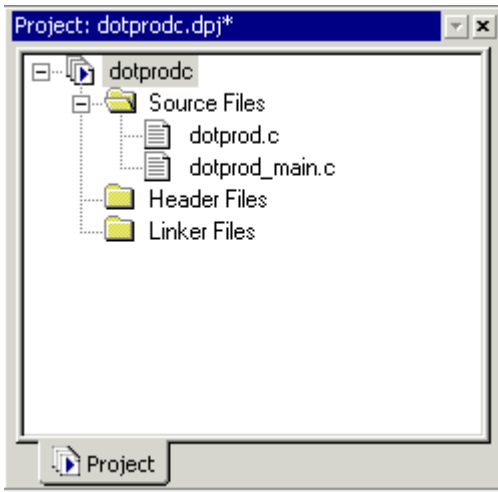 Project: dotprodc.dpj*
dotprodc
Source Files
dotprod.c
dotprod_main.c
Header Files
Linker Files
Project